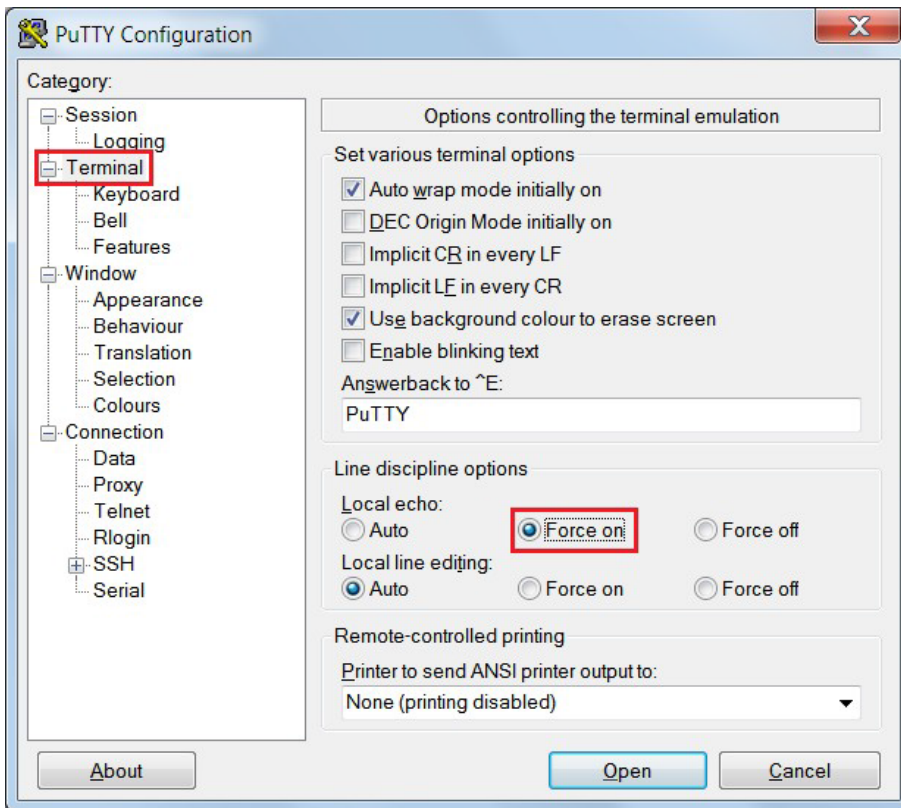 PuTTY Configuration
X
Category:
Session
Logging
Terminal
Keyboard
Bell
Features
Window
Appearance
Behaviour
Translation
Selection
Colours
Connection
Data
Proxy
Telnet
Rlogin
SSH
Serial
Options controlling the terminal emulation
Set various terminal options
Auto wrap mode initially on
DEC Origin Mode initially on
Implicit CR in every LF
Implicit LF in every CR
Use background colour to erase screen
Enable blinking text
Answerback to ^E:
PuTTY
Line discipline options
Local echo:
Auto Force on Force off
Local line editing:
Auto Force on Force off
Remote-controlled printing
Printer to send ANSI printer output to:
None (printing disabled)
About Open Cancel